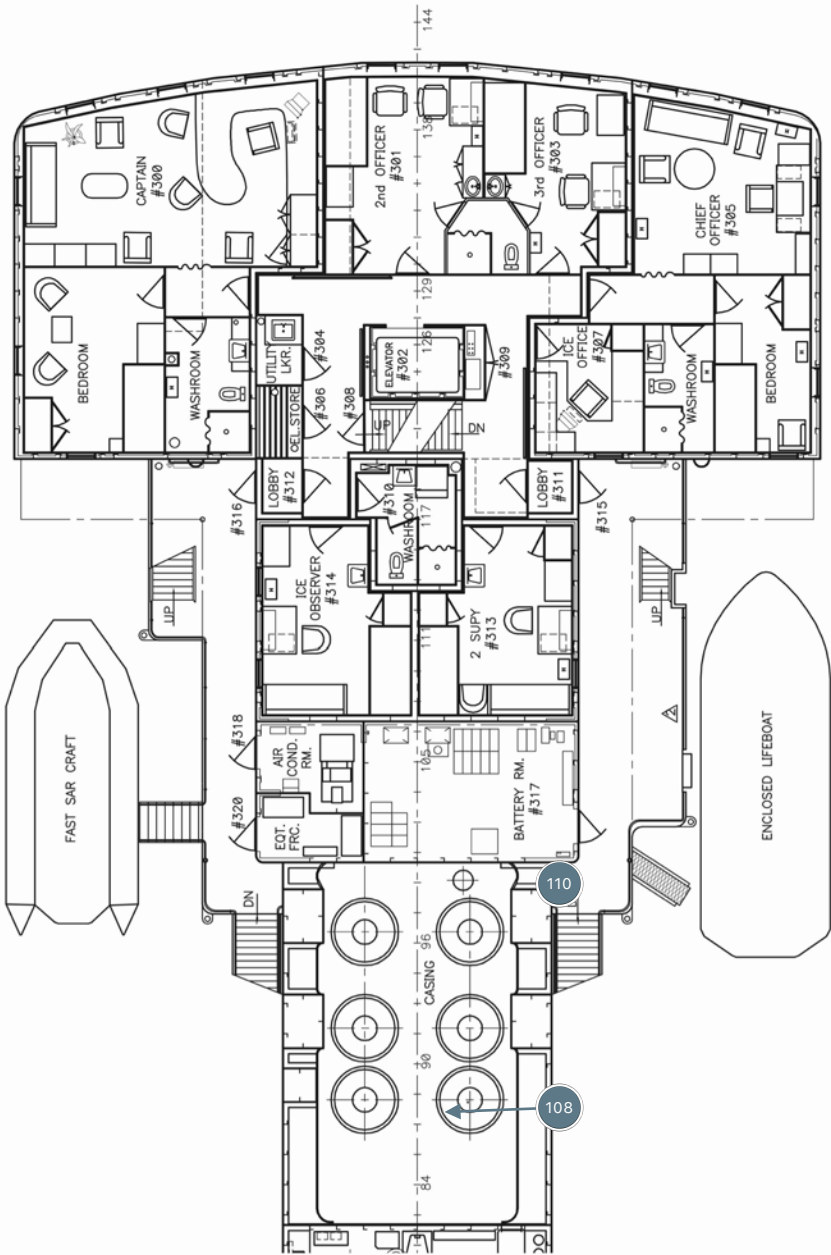 144
138
CAPTAIN
#300
2nd OFFICER
#301
3rd OFFICER
#303
CHIEF
OFFICER
#305
129
126
UTILITY
LKR.
#304
ELEVATOR
#302
#309
ICE
OFFICE
#307
BEDROOM
WASHROOM
EL.STORE
#306
#308
UP
DN
WASHROOM
BEDROOM
LOBBY
#312
#310
WASHROOM
117
LOBBY
#311
#316
#315
UP
ICE
OBSERVER
#314
111
2 SUPY
#313
UP
2
#318
AIR
COND.
RM.
105
BATTERY RM.
#317
FAST SAR CRAFT
ENCLOSED LIFEBOAT
#320
EQT.
FRC.
DN
110
96
CASING
90
108
84